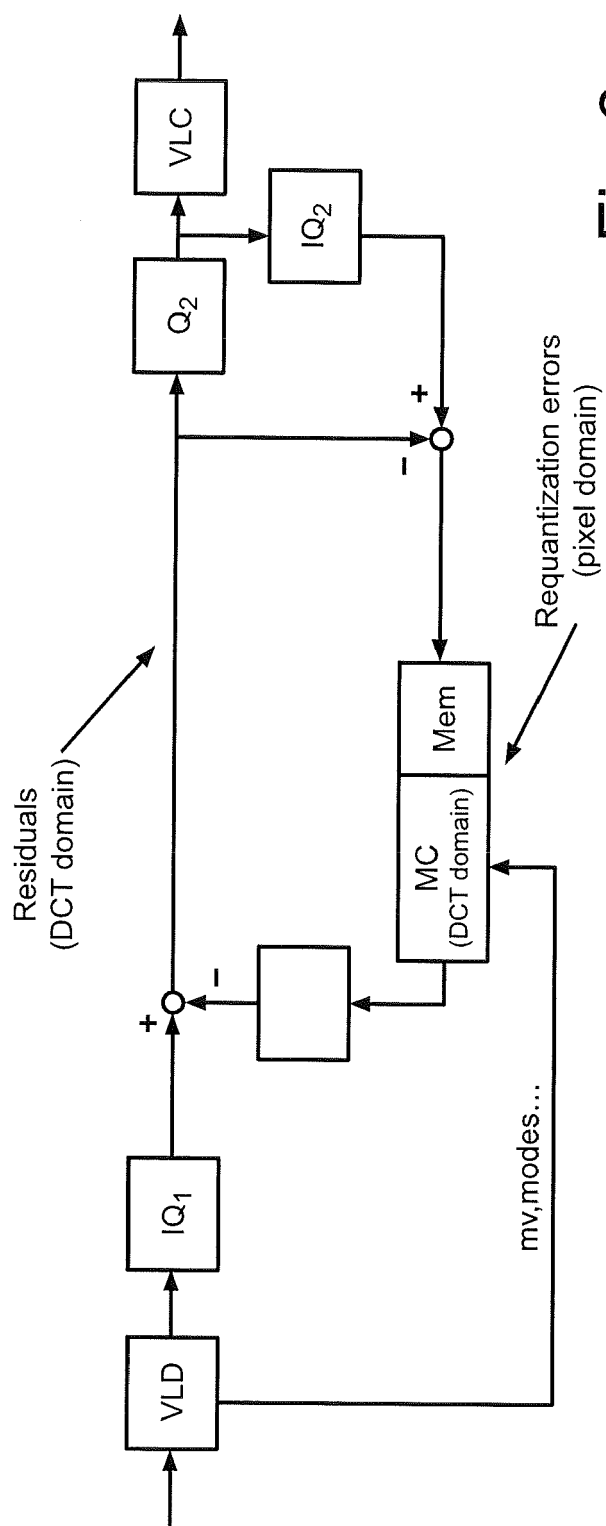 Residuals
(DCT domain)
VLD
IQ1
+
−
Q2
VLC
IQ2
+
−
MC
(DCT domain)
Mem
mv,modes...
Requantization errors
(pixel domain)